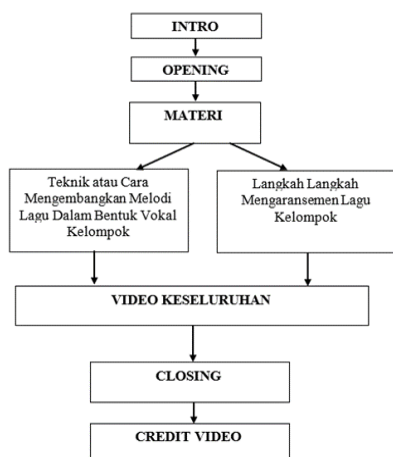 INTRO
OPENING
MATERI
Teknik atau Cara
Mengembangkan Melodi
Lagu Dalam Bentuk Vokal
Kelompok
Langkah Langkah
Mengaransemen Lagu
Kelompok
VIDEO KESELURUHAN
CLOSING
CREDIT VIDEO